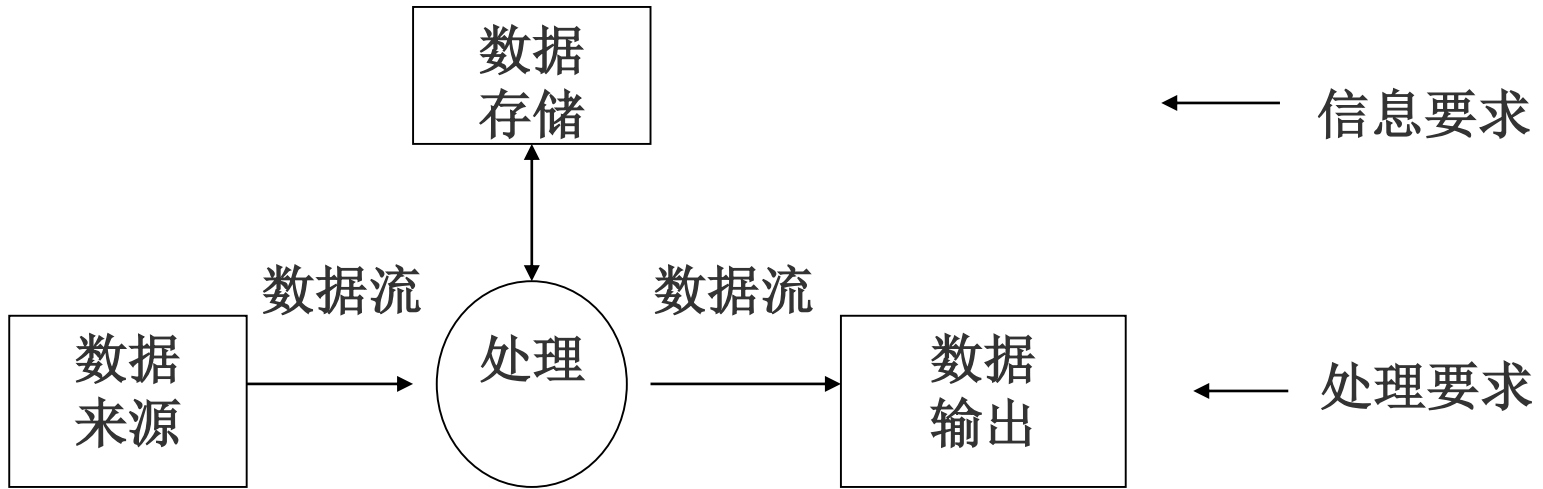 数据
存储
信息要求
数据流
数据流
数据
来源
处理
数据
输出
处理要求